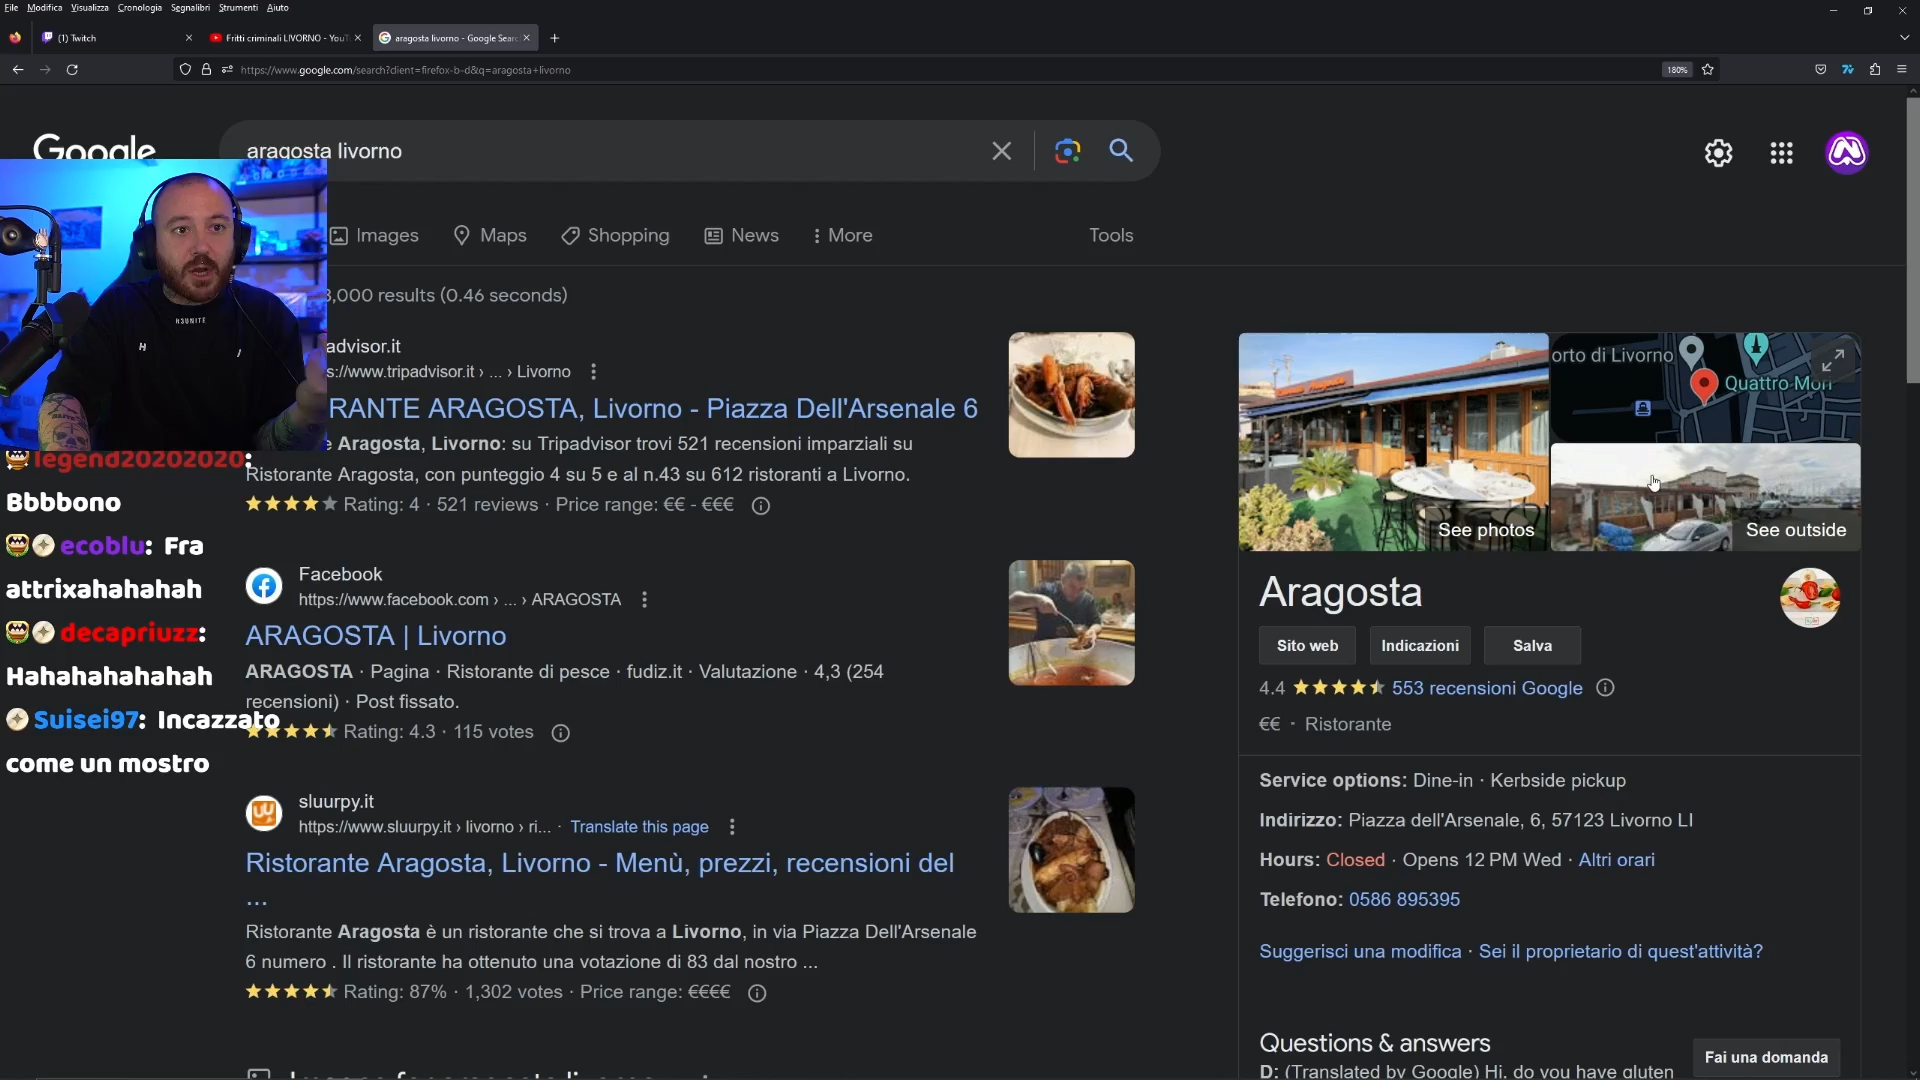 File Modifica Visualizza Cronologia Segnalibri Strumenti Aiuto
(1) Twitch
Fritti criminali LIVORNO - YouT
aragosta livorno - Google Sear
https://www.google.com/search?client=firefox-b-d&q=aragosta+livorno
180%
Google
aragosta livorno
Images Maps Shopping News More Tools
3,000 results (0.46 seconds)
advisor.it
s://www.tripadvisor.it › ... › Livorno
RANTE ARAGOSTA, Livorno - Piazza Dell'Arsenale 6
e Aragosta, Livorno: su Tripadvisor trovi 521 recensioni imparziali su
Ristorante Aragosta, con punteggio 4 su 5 e al n.43 su 612 ristoranti a Livorno.
Rating: 4 · 521 reviews · Price range: €€ - €€€
Facebook
https://www.facebook.com › ... › ARAGOSTA
ARAGOSTA | Livorno
ARAGOSTA · Pagina · Ristorante di pesce · fudiz.it · Valutazione · 4,3 (254
recensioni) · Post fissato.
Rating: 4.3 · 115 votes
sluurpy.it
https://www.sluurpy.it › livorno › ri... · Translate this page
Ristorante Aragosta, Livorno - Menù, prezzi, recensioni del
...
Ristorante Aragosta è un ristorante che si trova a Livorno, in via Piazza Dell'Arsenale
6 numero . Il ristorante ha ottenuto una votazione di 83 dal nostro ...
Rating: 87% · 1,302 votes · Price range: €€€€
R3UNITE
H /
legend20202020:
Bbbbono
ecoblu: Fra
attrixahahahah
decapriuzz:
Hahahahahahah
Suisei97: Incazzato
come un mostro
orto di Livorno
Quattro Mori
See photos
See outside
Aragosta
Sito web Indicazioni Salva
4.4 553 recensioni Google
€€ · Ristorante
Service options: Dine-in · Kerbside pickup
Indirizzo: Piazza dell'Arsenale, 6, 57123 Livorno LI
Hours: Closed · Opens 12 PM Wed · Altri orari
Telefono: 0586 895395
Suggerisci una modifica · Sei il proprietario di quest'attività?
Questions & answers
Fai una domanda
D: (Translated by Google) Hi, do you have gluten